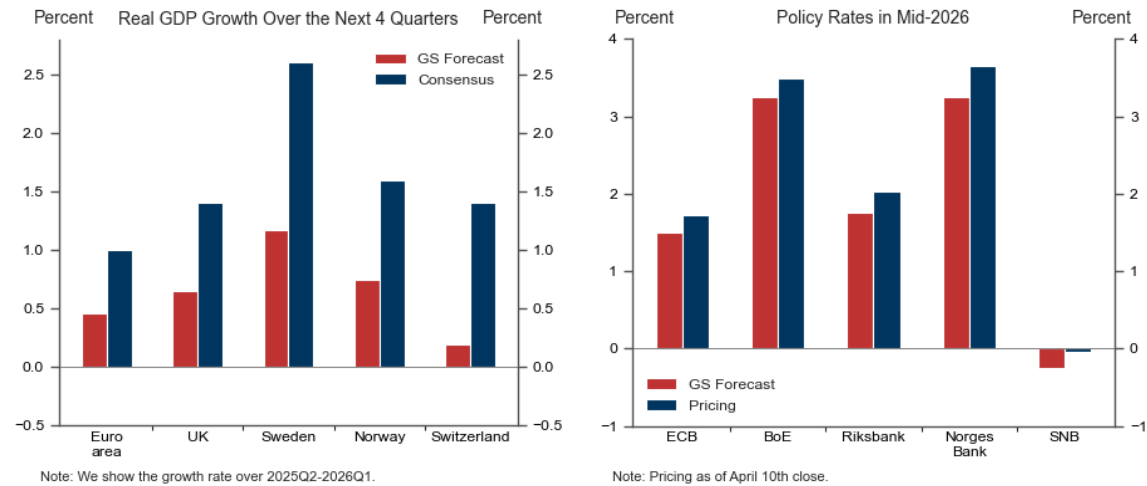 Percent Real GDP Growth Over the Next 4 Quarters Percent
GS Forecast
Consensus
2.5 2.5
2.0 2.0
1.5 1.5
1.0 1.0
0.5 0.5
0.0 0.0
−0.5 −0.5
Euro area UK Sweden Norway Switzerland
Note: We show the growth rate over 2025Q2-2026Q1.
Percent Policy Rates in Mid-2026 Percent
4 4
3 3
2 2
1 1
0 0
GS Forecast
Pricing
−1 −1
ECB BoE Riksbank Norges Bank SNB
Note: Pricing as of April 10th close.